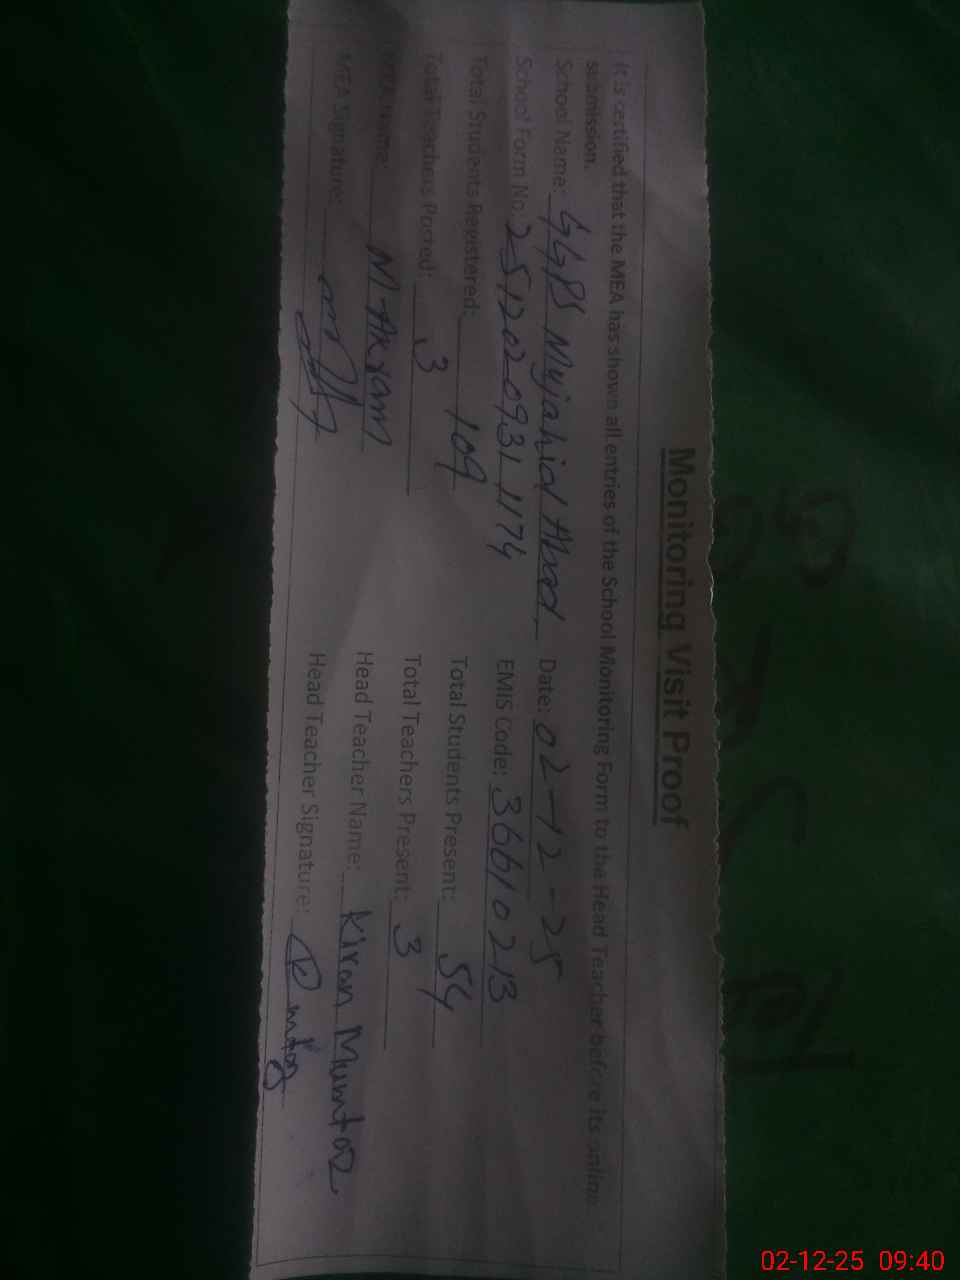 Monitoring Visit Proof
It is certified that the MEA has shown all entries of the School Monitoring Form to the Head Teacher before its online
submission.
School Name: GGPS Mujahid Abad Date: 02-12-25
School Form No: 2512020931174 EMIS Code: 36610213
Total Students Registered: 109 Total Students Present: 54
Total Teachers Posted: 3 Total Teachers Present: 3
MEA Name: M Akram Head Teacher Name: Kiran Mumtaz
MEA Signature: Head Teacher Signature:
02-12-25 09:40